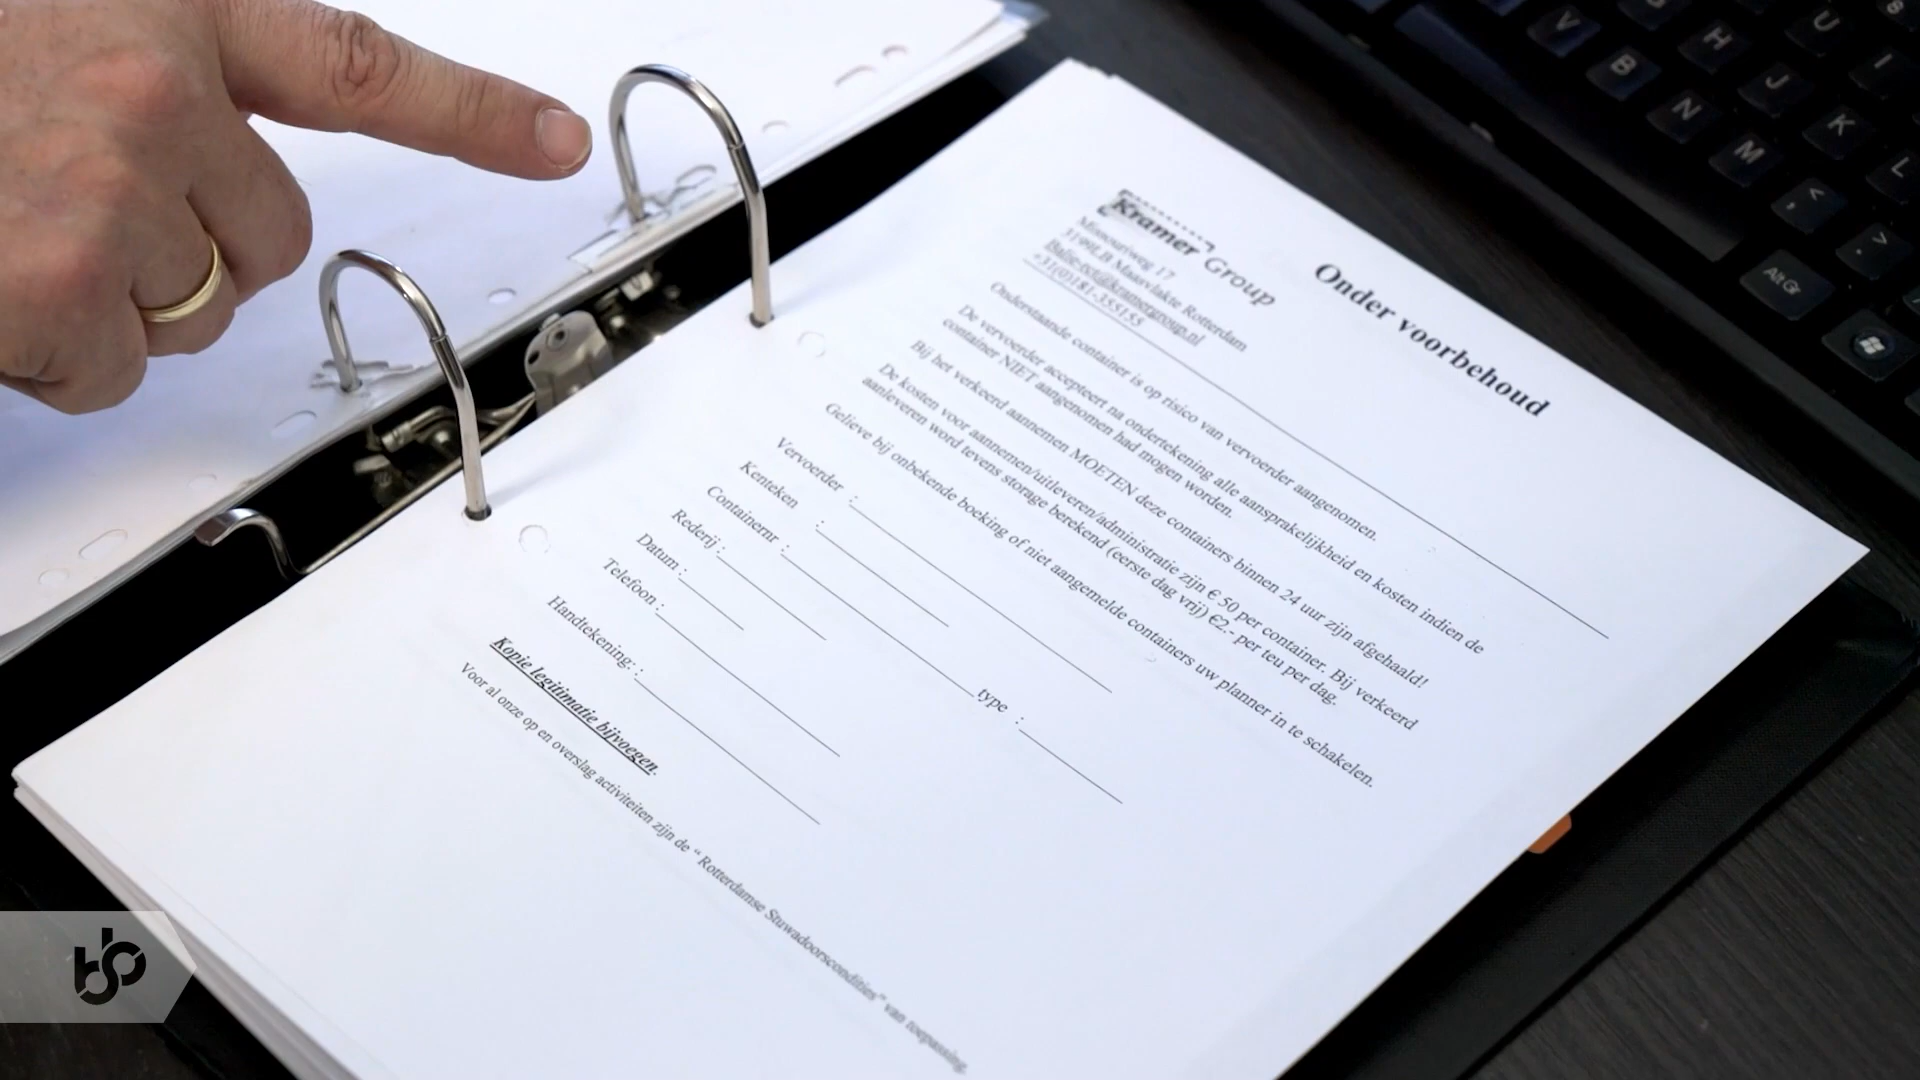 Onder voorbehoud
Kramer Group
Missouriweg 17
3199LB Maasvlakte Rotterdam
Balie-rct@kramergroup.nl
+31(0)181-355155
Onderstaande container is op risico van vervoerder aangenomen.
De vervoerder accepteert na ondertekening alle aansprakelijkheid en kosten indien de
container NIET aangenomen had mogen worden.
Bij het verkeerd aannemen MOETEN deze containers binnen 24 uur zijn afgehaald!
De kosten voor aannemen/uitleveren/administratie zijn € 50 per container. Bij verkeerd
aanleveren word tevens storage berekend (eerste dag vrij) €2.- per teu per dag.
Gelieve bij onbekende boeking of niet aangemelde containers uw planner in te schakelen.
Vervoerder :
Kenteken :
Containernr : type :
Rederij :
Datum :
Telefoon :
Handtekening: :
Kopie legitimatie bijvoegen.
Voor al onze op en overslag activiteiten zijn de “ Rotterdamse Stuwadoorscondities” van toepassing.
U I
H J K L
V B N M
Alt Gr